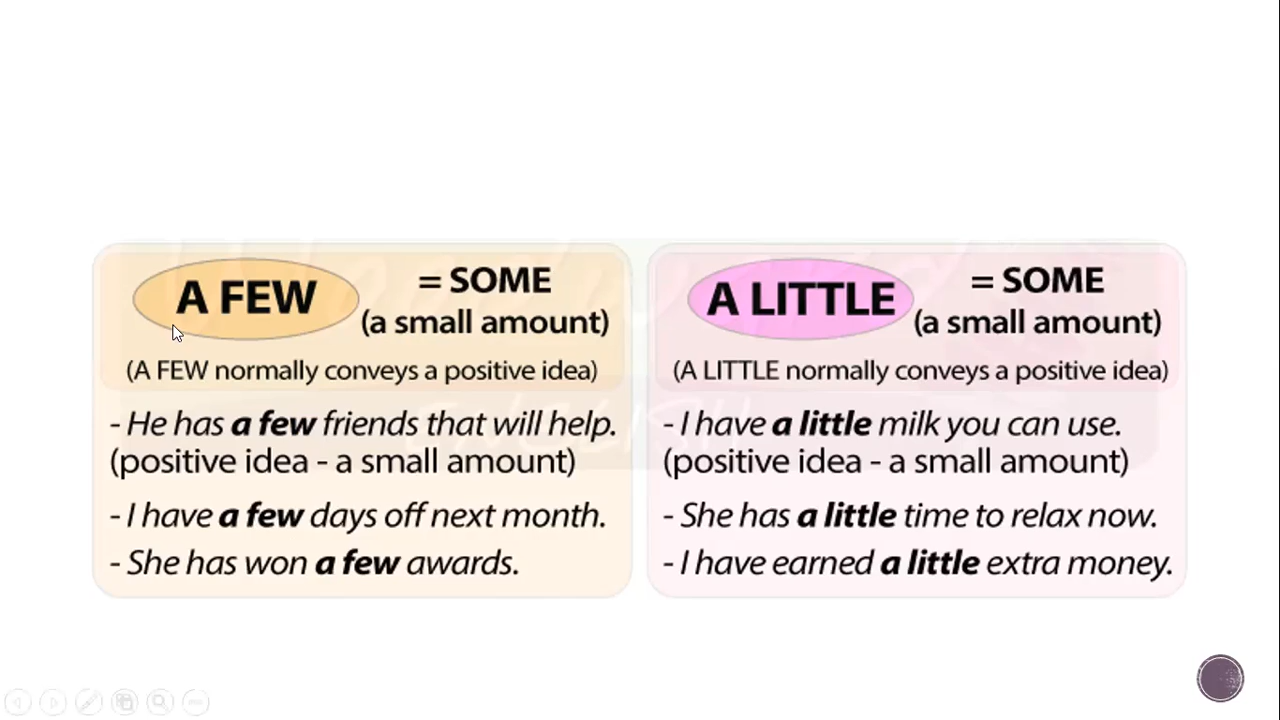 A FEW
= SOME
(a small amount)
(A FEW normally conveys a positive idea)
- He has a few friends that will help.
(positive idea - a small amount)
- I have a few days off next month.
- She has won a few awards.
A LITTLE
= SOME
(a small amount)
(A LITTLE normally conveys a positive idea)
- I have a little milk you can use.
(positive idea - a small amount)
- She has a little time to relax now.
- I have earned a little extra money.